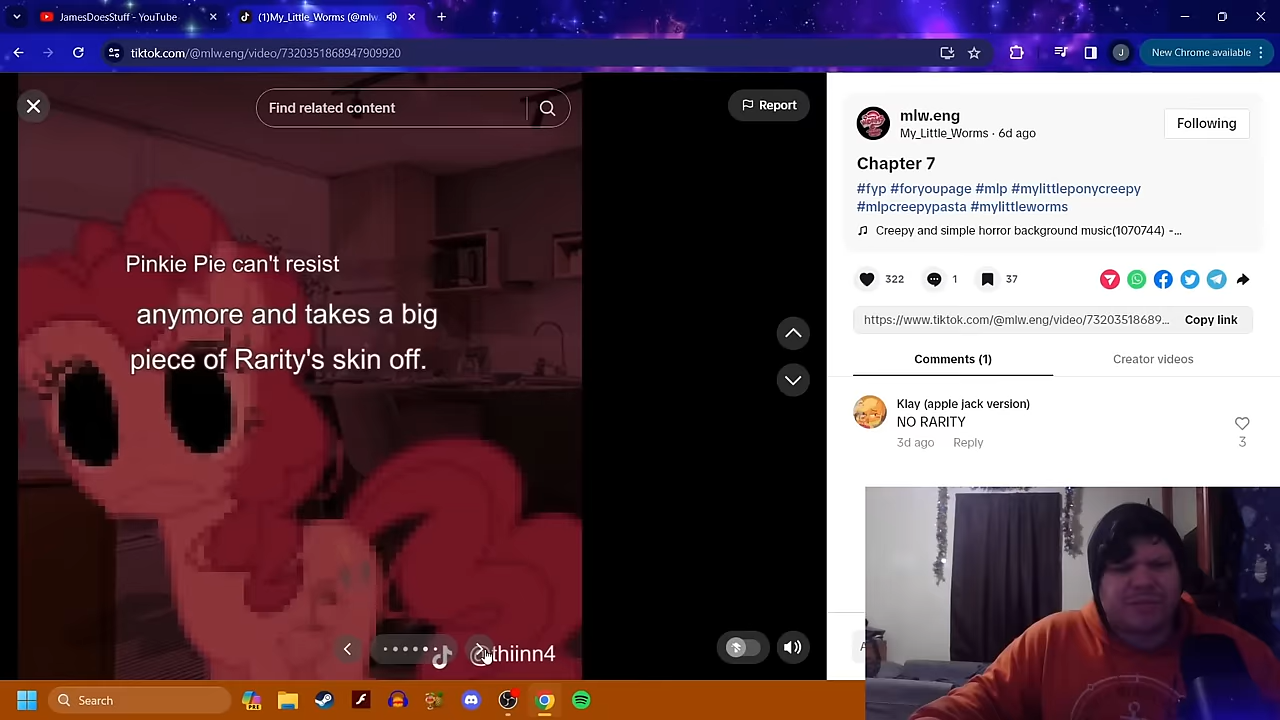 JamesDoesStuff - YouTube
(1)My_Little_Worms (@mlw
tiktok.com/@mlw.eng/video/7320351868947909920
J
New Chrome available
Find related content
Report
Pinkie Pie can't resist
anymore and takes a big
piece of Rarity's skin off.
thiinn4
mlw.eng
My_Little_Worms · 6d ago
Following
Chapter 7
#fyp #foryoupage #mlp #mylittleponycreepy
#mlpcreepypasta #mylittleworms
Creepy and simple horror background music(1070744) -...
322
1
37
https://www.tiktok.com/@mlw.eng/video/73203518689...
Copy link
Comments (1)
Creator videos
Klay (apple jack version)
NO RARITY
3d ago
Reply
3
Search
PRE